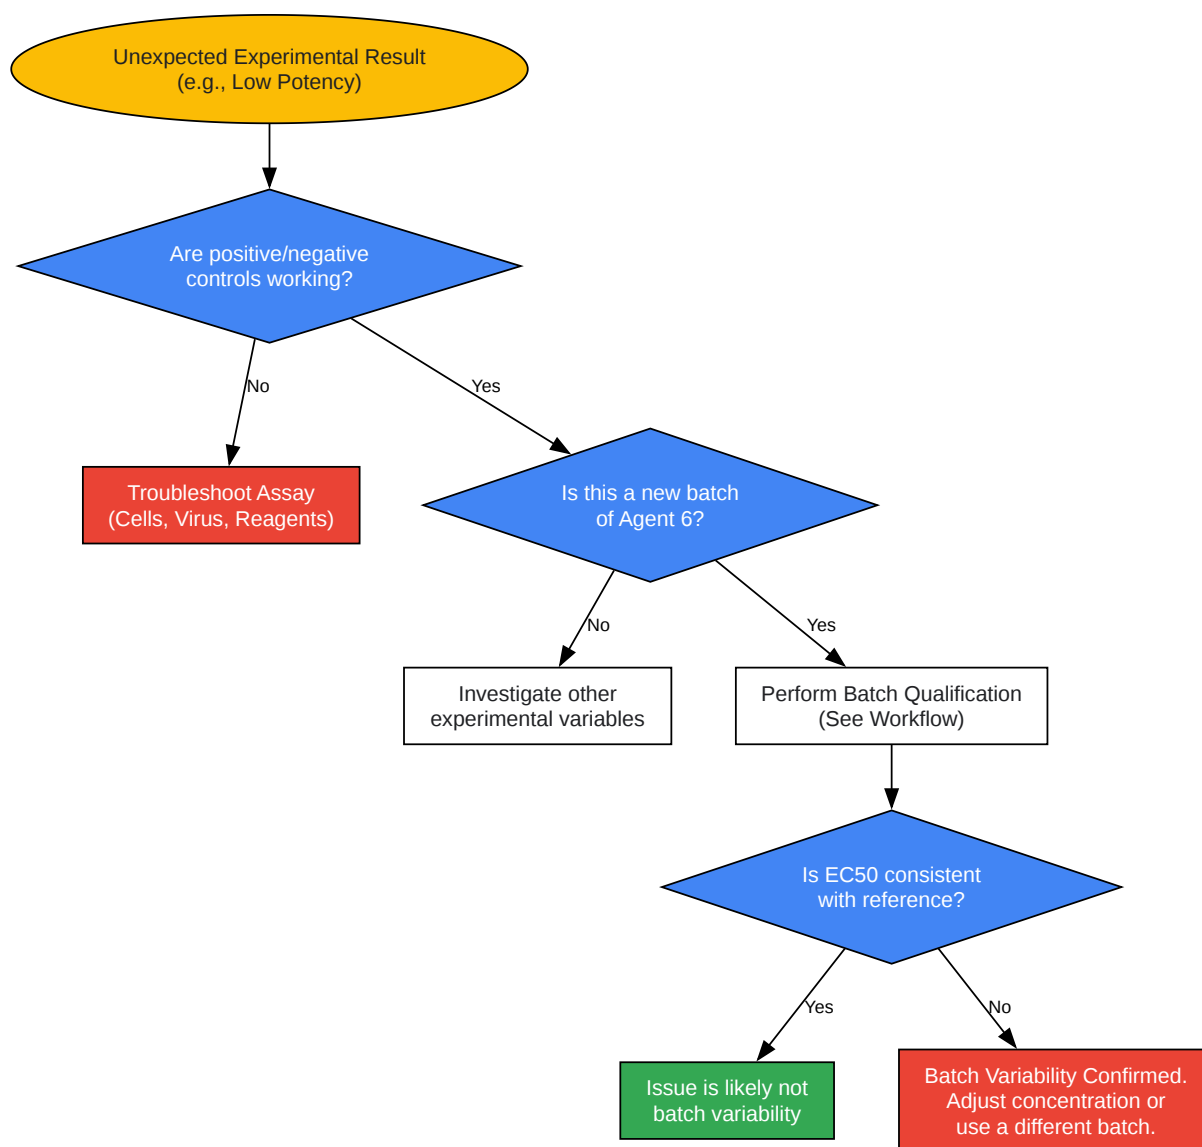 Unexpected Experimental Result
(e.g., Low Potency)
Are positive/negative
controls working?
No
Yes
Troubleshoot Assay
(Cells, Virus, Reagents)
Is this a new batch
of Agent 6?
No
Yes
Investigate other
experimental variables
Perform Batch Qualification
(See Workflow)
Is EC50 consistent
with reference?
Yes
No
Issue is likely not
batch variability
Batch Variability Confirmed.
Adjust concentration or
use a different batch.